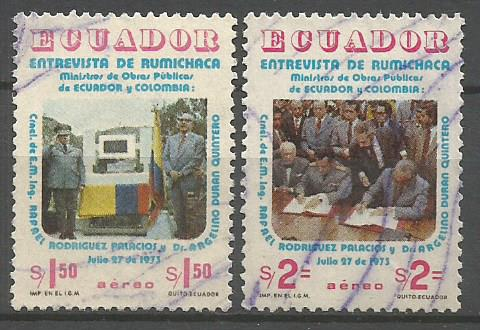 ECUADOR
ENTREVISTA DE RUMICHACA
Ministros de Obras Públicas
de ECUADOR y COLOMBIA:
Crnel. de E.M. Ing. RAFAEL
RODRIGUEZ PALACIOS y Dr. ARGELINO DURAN QUINTERO
Julio 27 de 1973
S/1 50 S/1 50
aéreo
IMP. EN EL I.G.M. QUITO-ECUADOR
ECUADOR
ENTREVISTA DE RUMICHACA
Ministros de Obras Públicas
de ECUADOR y COLOMBIA:
Crnel. de E.M. Ing. RAFAEL
RODRIGUEZ PALACIOS y Dr. ARGELINO DURAN QUINTERO
Julio 27 de 1973
S/2= S/2=
aéreo
IMP. EN EL I.G.M. QUITO-ECUADOR